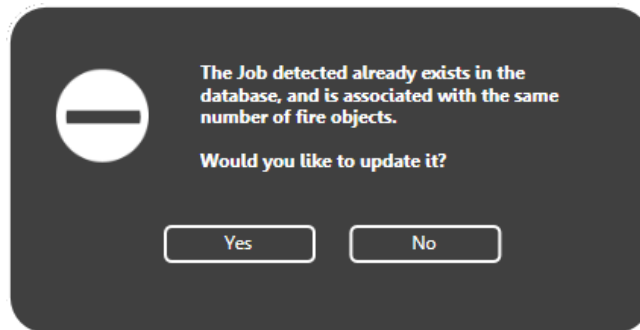 The Job detected already exists in the
database, and is associated with the same
number of fire objects.
Would you like to update it?
Yes
No